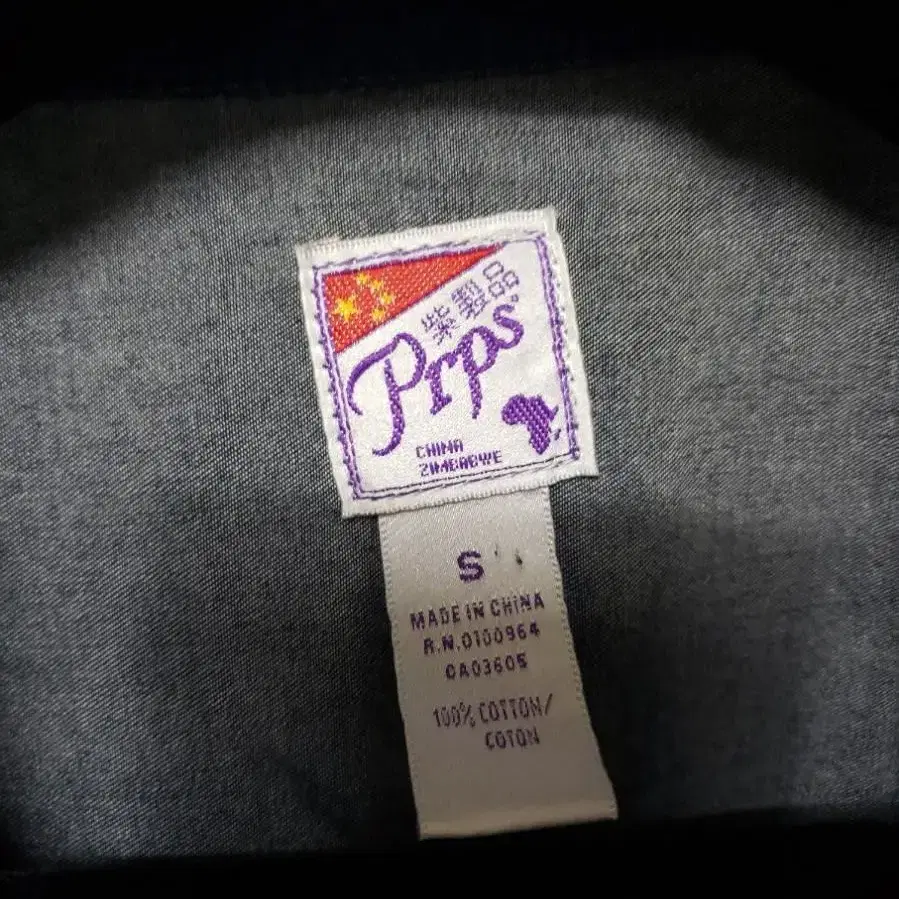 紫製品
Prps
CHINA
ZIMBABWE
S
MADE IN CHINA
R.N.0100964
CA03605
100% COTTON/
COTON